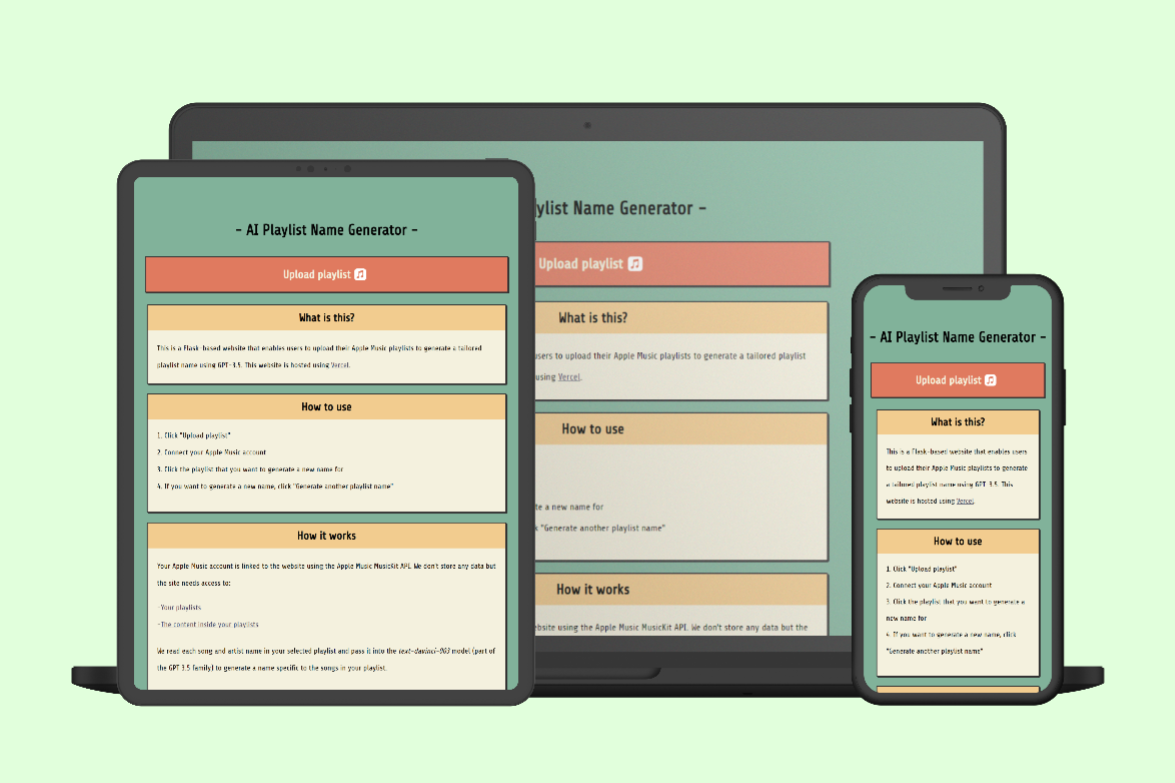 - AI Playlist Name Generator -
Upload playlist
What is this?
This is a Flask-based website that enables users to upload their Apple Music playlists to generate a tailored
playlist name using GPT-3.5. This website is hosted using Vercel.
How to use
1. Click "Upload playlist"
2. Connect your Apple Music account
3. Click the playlist that you want to generate a new name for
4. If you want to generate a new name, click "Generate another playlist name"
How it works
Your Apple Music account is linked to the website using the Apple Music MusicKit API. We don't store any data but
the site needs access to:
-Your playlists
-The content inside your playlists
We read each song and artist name in your selected playlist and pass it into the text-davinci-003 model (part of
the GPT 3.5 family) to generate a name specific to the songs in your playlist.
ylist Name Generator -
Upload playlist
What is this?
users to upload their Apple Music playlists to generate a tailored playlist
using Vercel.
How to use
te a new name for
k "Generate another playlist name"
How it works
ebsite using the Apple Music MusicKit API. We don't store any data but the
- AI Playlist Name Generator -
Upload playlist
What is this?
This is a Flask-based website that enables users
to upload their Apple Music playlists to generate
a tailored playlist name using GPT-3.5. This
website is hosted using Vercel.
How to use
1. Click "Upload playlist"
2. Connect your Apple Music account
3. Click the playlist that you want to generate a
new name for
4. If you want to generate a new name, click
"Generate another playlist name"